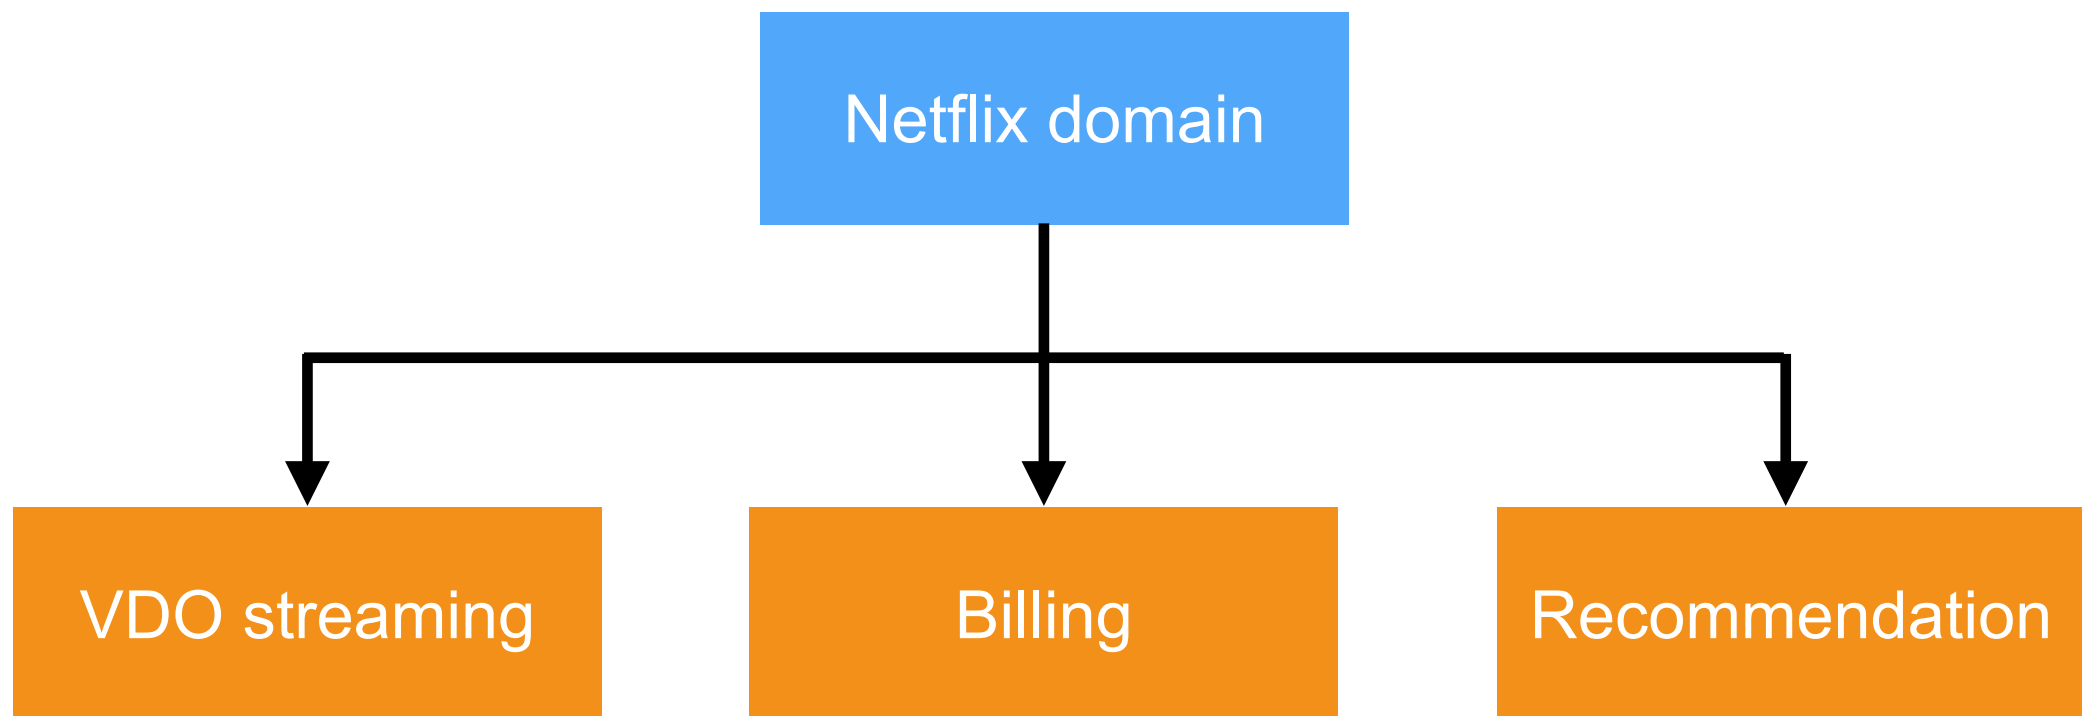 Netflix domain
VDO streaming
Billing
Recommendation